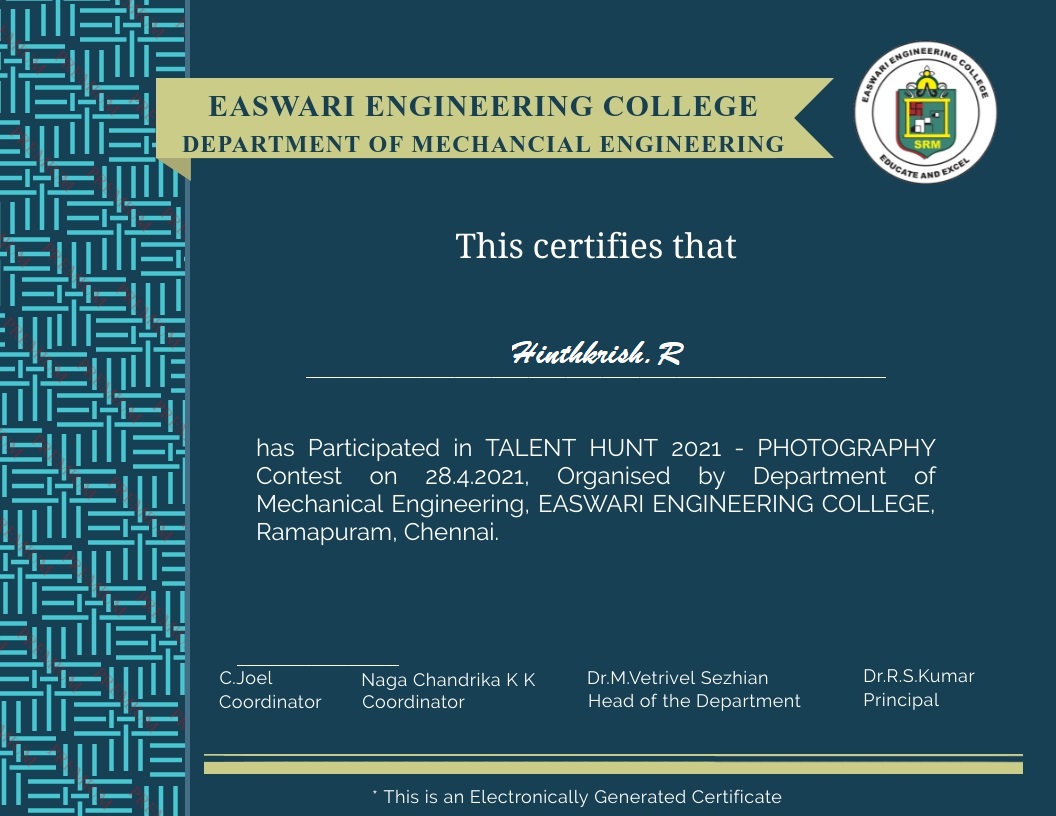 EASWARI ENGINEERING COLLEGE
DEPARTMENT OF MECHANCIAL ENGINEERING
EASWARI ENGINEERING COLLEGE
SRM
EDUCATE AND EXCEL
This certifies that
Hinthkrish. R
has Participated in TALENT HUNT 2021 - PHOTOGRAPHY
Contest on 28.4.2021, Organised by Department of
Mechanical Engineering, EASWARI ENGINEERING COLLEGE,
Ramapuram, Chennai.
C.Joel
Coordinator
Naga Chandrika K K
Coordinator
Dr.M.Vetrivel Sezhian
Head of the Department
Dr.R.S.Kumar
Principal
* This is an Electronically Generated Certificate